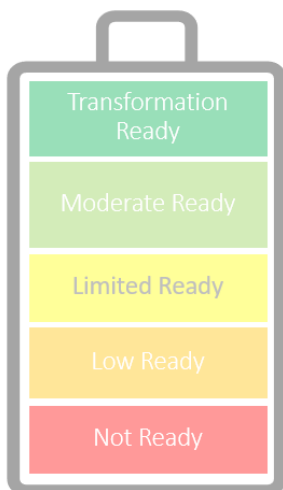 Transformation
Ready
Moderate Ready
Limited Ready
Low Ready
Not Ready